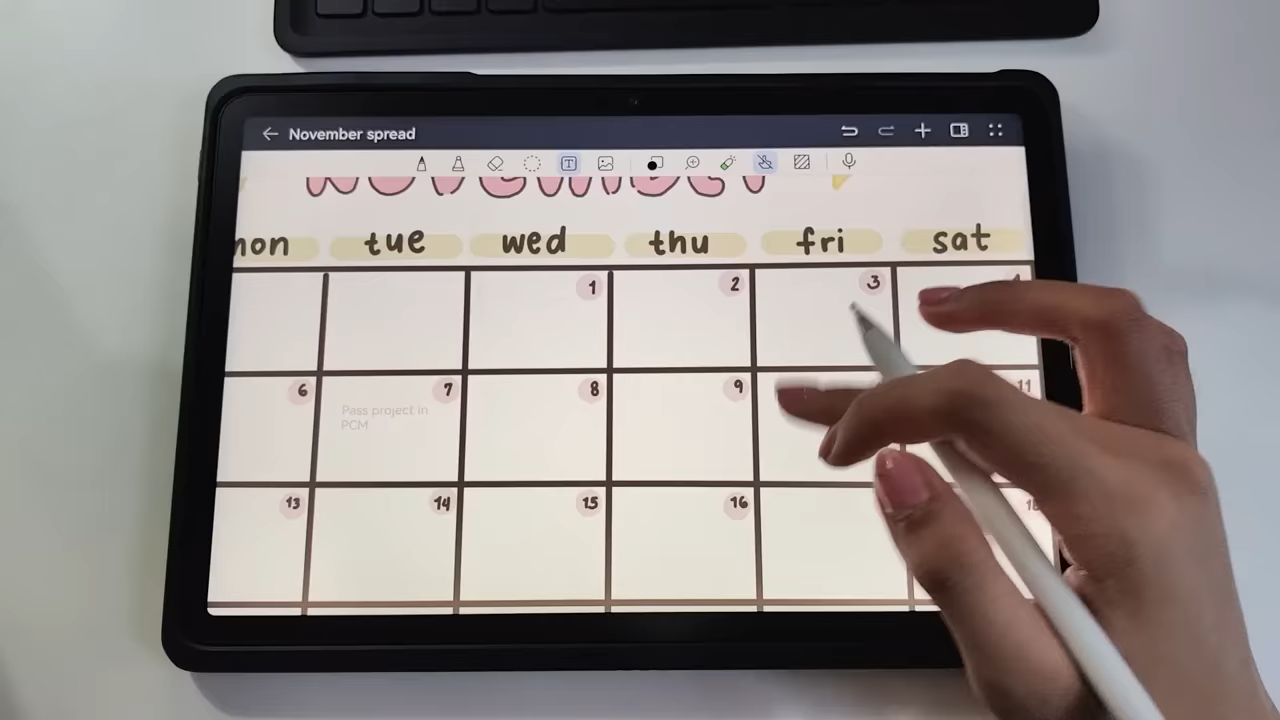 November spread
November
tue wed thu fri sat
1 2 3
6 7 8 9 11
Pass project in
PCM
13 14 15 16